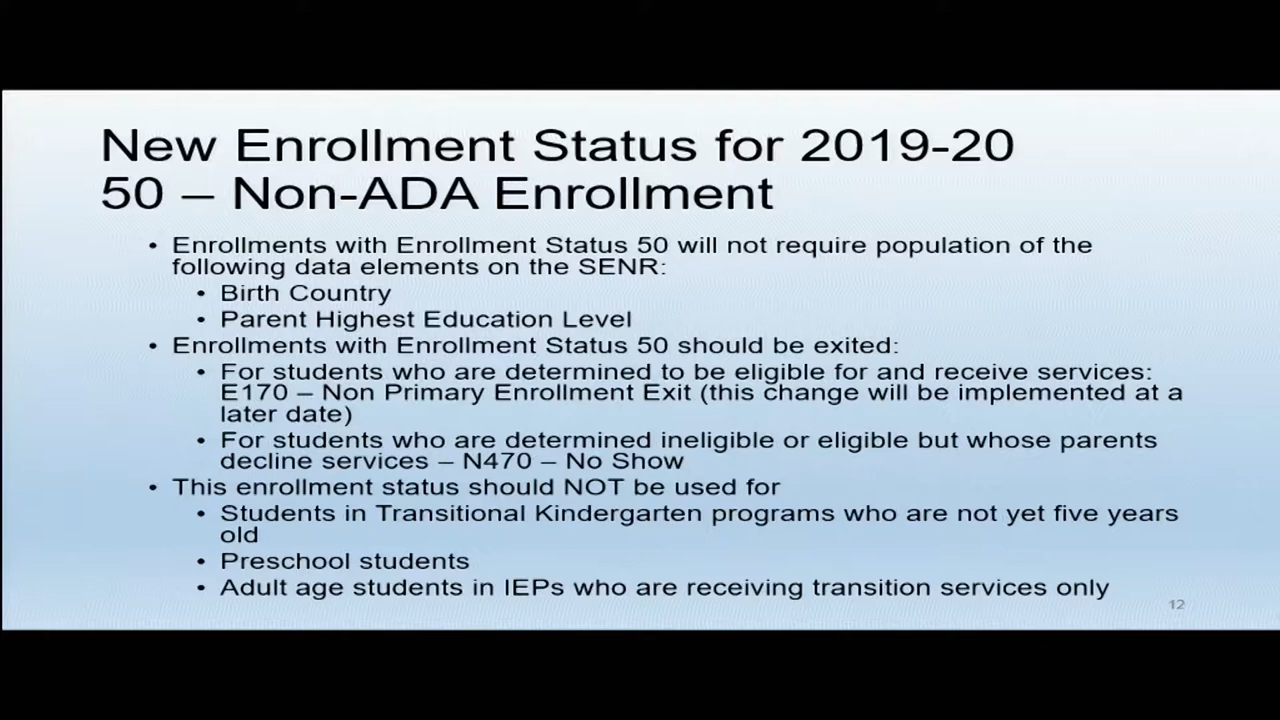 New Enrollment Status for 2019-20
50 – Non-ADA Enrollment
• Enrollments with Enrollment Status 50 will not require population of the
following data elements on the SENR:
• Birth Country
• Parent Highest Education Level
• Enrollments with Enrollment Status 50 should be exited:
• For students who are determined to be eligible for and receive services:
E170 – Non Primary Enrollment Exit (this change will be implemented at a
later date)
• For students who are determined ineligible or eligible but whose parents
decline services – N470 – No Show
• This enrollment status should NOT be used for
• Students in Transitional Kindergarten programs who are not yet five years
old
• Preschool students
• Adult age students in IEPs who are receiving transition services only
12